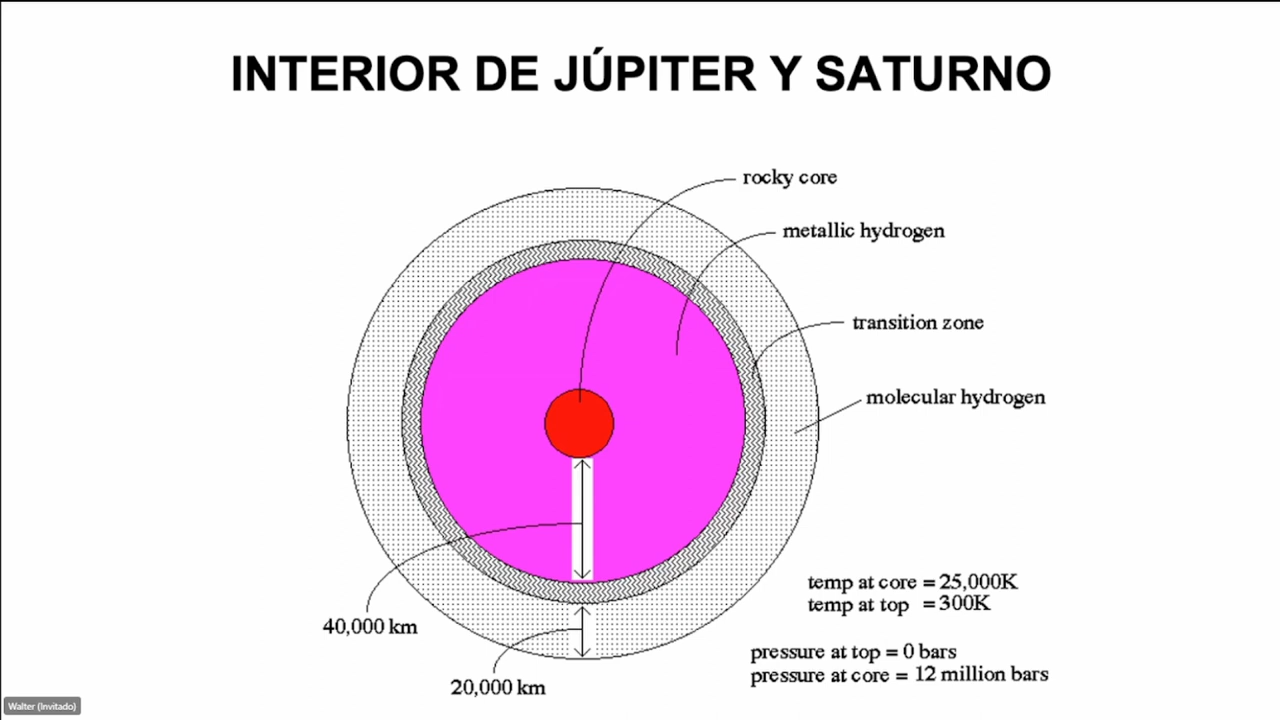 INTERIOR DE JÚPITER Y SATURNO
rocky core
metallic hydrogen
transition zone
molecular hydrogen
temp at core = 25,000K
temp at top = 300K
40,000 km
pressure at top = 0 bars
pressure at core = 12 million bars
20,000 km
Walter (Invitado)